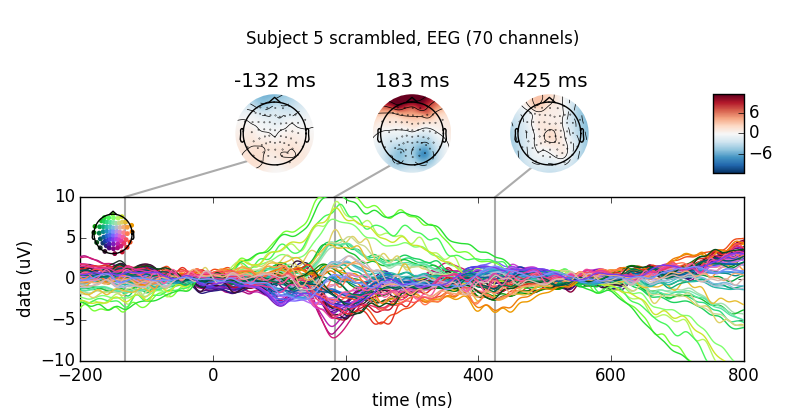 Subject 5 scrambled, EEG (70 channels)
-132 ms
183 ms
425 ms
6
0
−6
10
5
0
−5
−10
data (uV)
−200
0
200
400
600
800
time (ms)